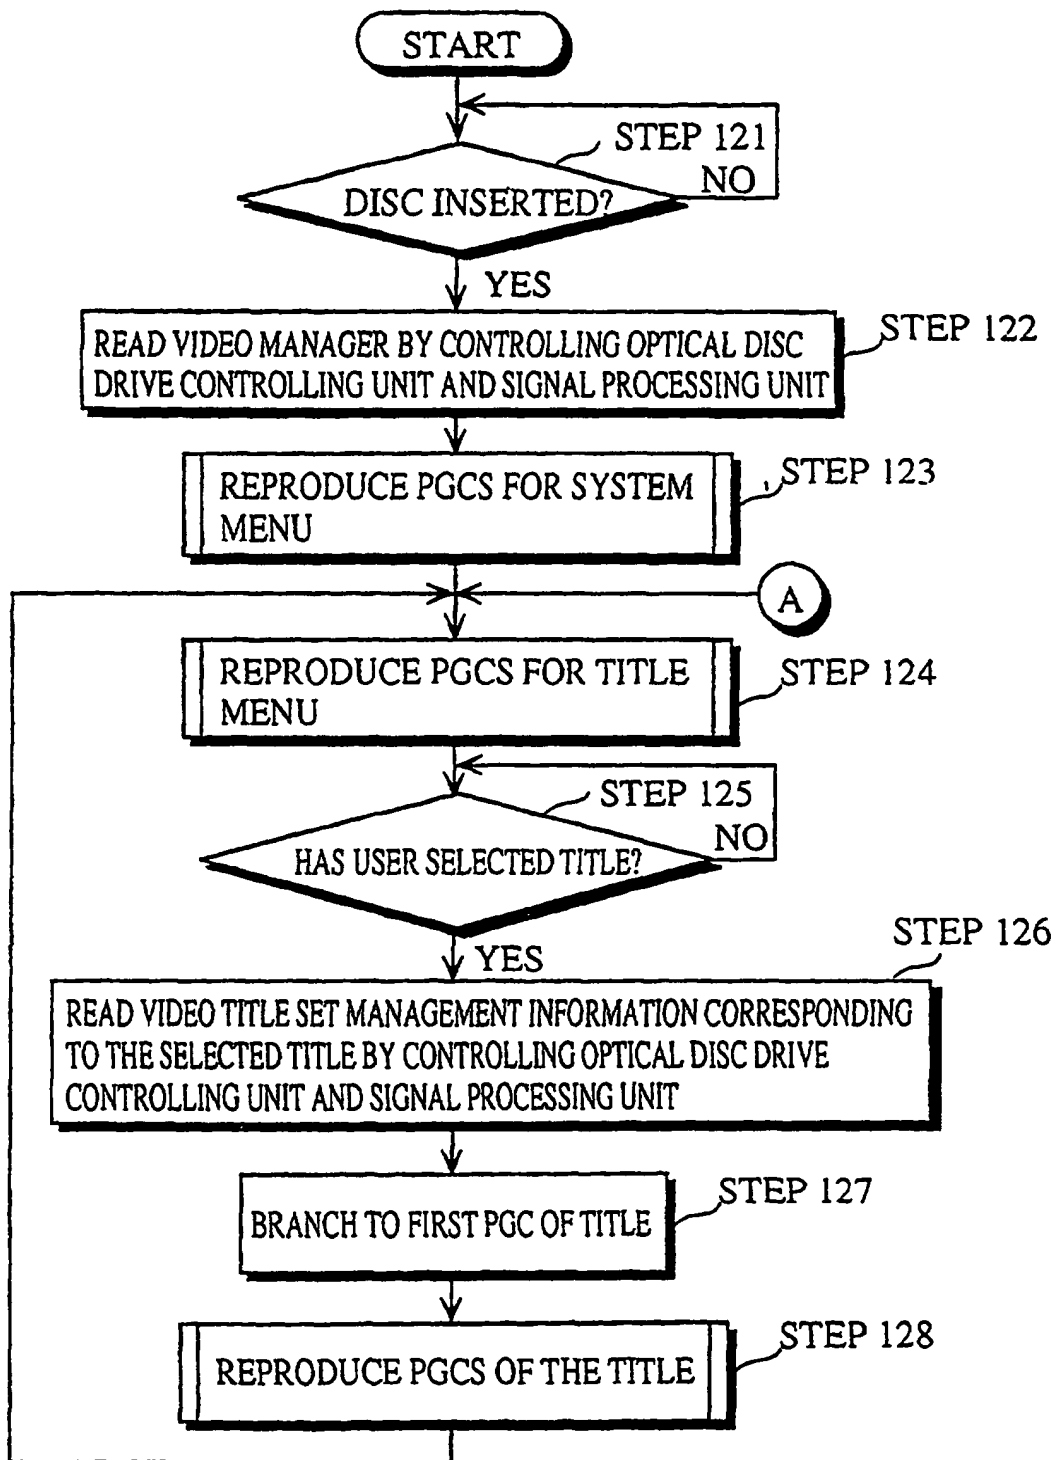 START
STEP 121
NO
DISC INSERTED?
YES
STEP 122
READ VIDEO MANAGER BY CONTROLLING OPTICAL DISC
DRIVE CONTROLLING UNIT AND SIGNAL PROCESSING UNIT
STEP 123
REPRODUCE PGCS FOR SYSTEM
MENU
A
REPRODUCE PGCS FOR TITLE
MENU
STEP 124
STEP 125
NO
HAS USER SELECTED TITLE?
YES
STEP 126
READ VIDEO TITLE SET MANAGEMENT INFORMATION CORRESPONDING
TO THE SELECTED TITLE BY CONTROLLING OPTICAL DISC DRIVE
CONTROLLING UNIT AND SIGNAL PROCESSING UNIT
STEP 127
BRANCH TO FIRST PGC OF TITLE
STEP 128
REPRODUCE PGCS OF THE TITLE